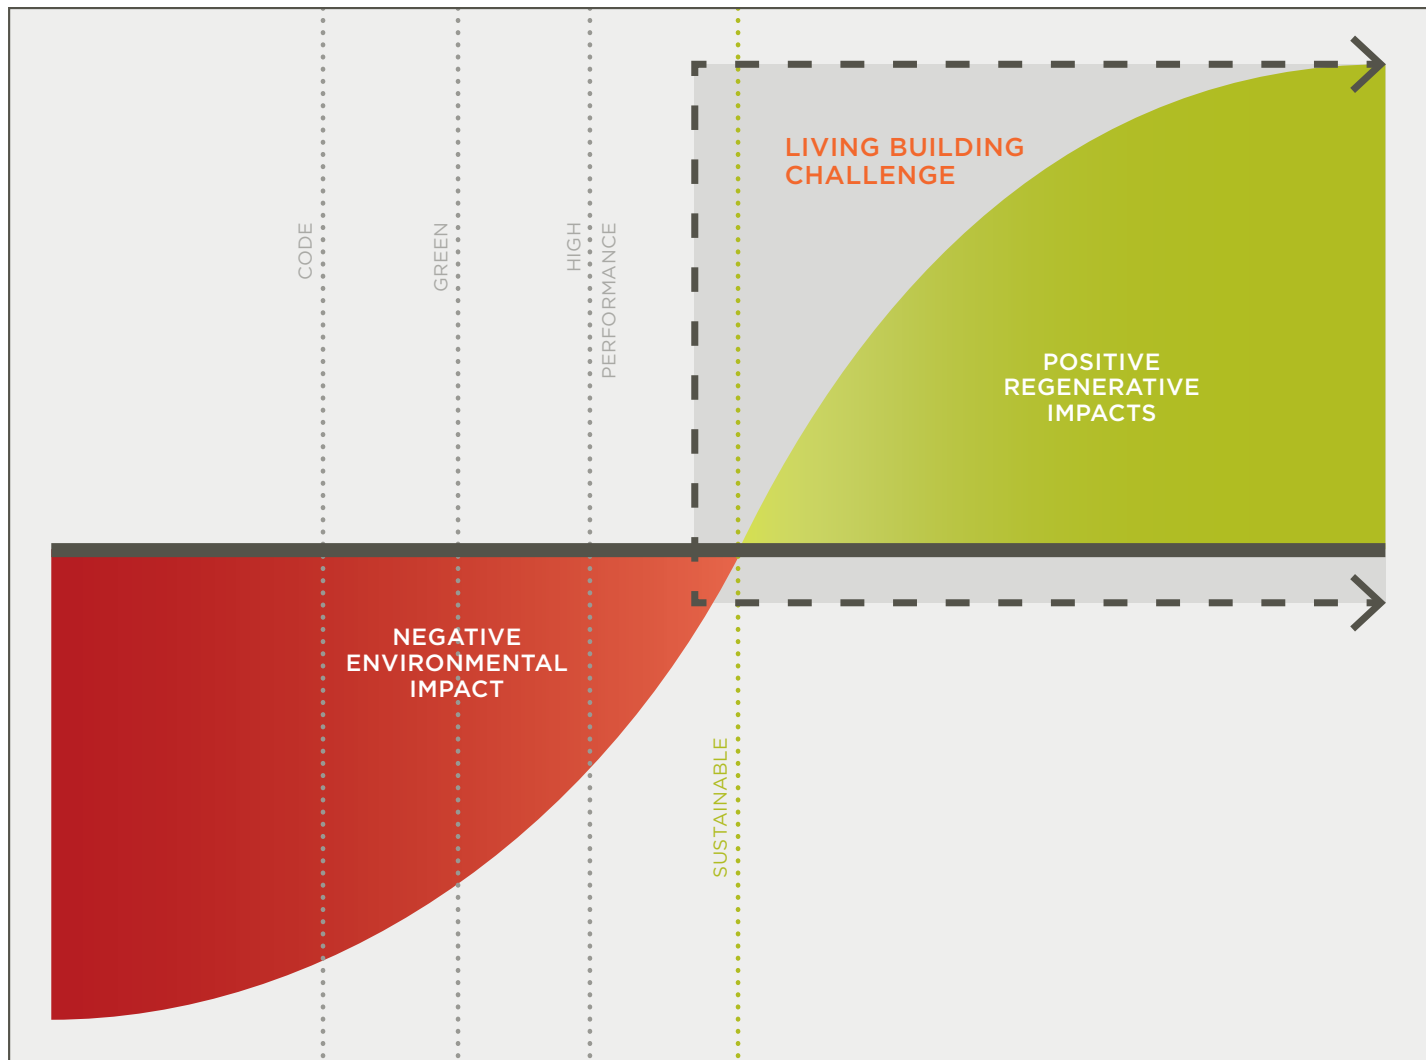 LIVING BUILDING
CHALLENGE
CODE
GREEN
HIGH
PERFORMANCE
POSITIVE
REGENERATIVE
IMPACTS
NEGATIVE
ENVIRONMENTAL
IMPACT
SUSTAINABLE